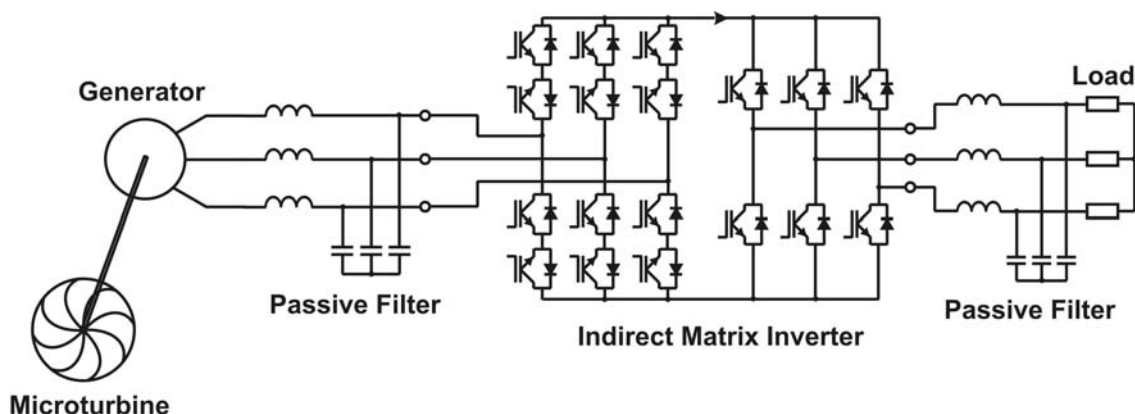 Generator
Load
Passive Filter
Passive Filter
Indirect Matrix Inverter
Microturbine